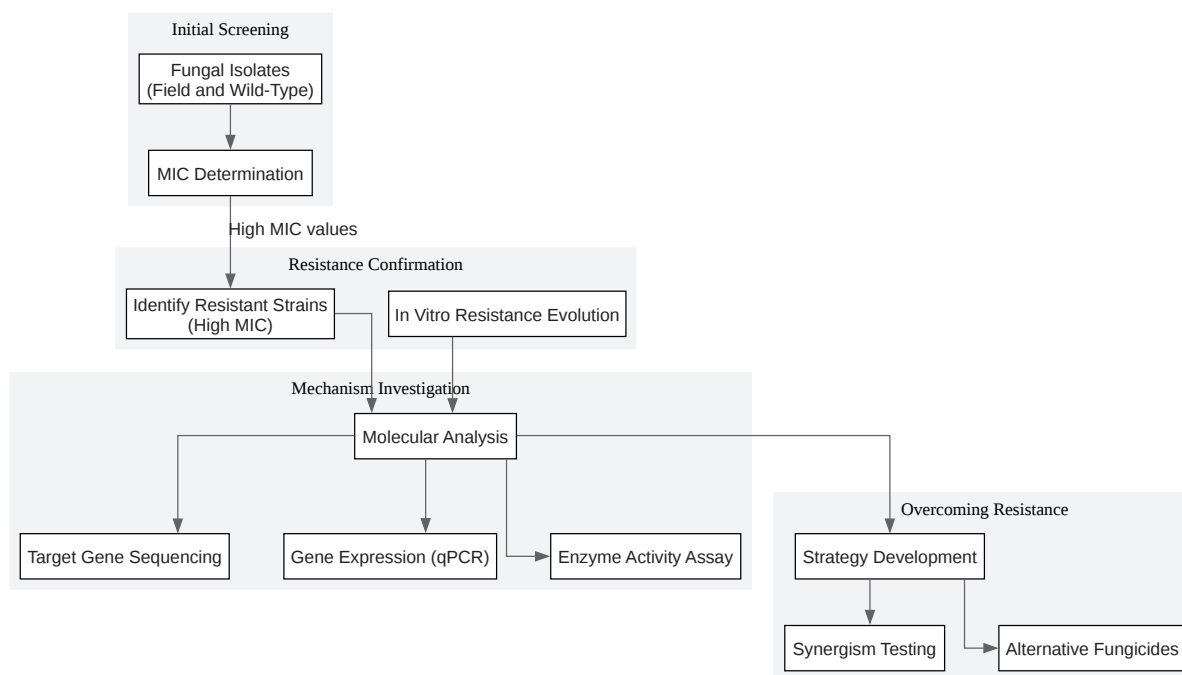 Initial Screening
Fungal Isolates
(Field and Wild-Type)
MIC Determination
High MIC values
Resistance Confirmation
Identify Resistant Strains
(High MIC)
In Vitro Resistance Evolution
Mechanism Investigation
Molecular Analysis
Target Gene Sequencing
Gene Expression (qPCR)
Enzyme Activity Assay
Overcoming Resistance
Strategy Development
Synergism Testing
Alternative Fungicides